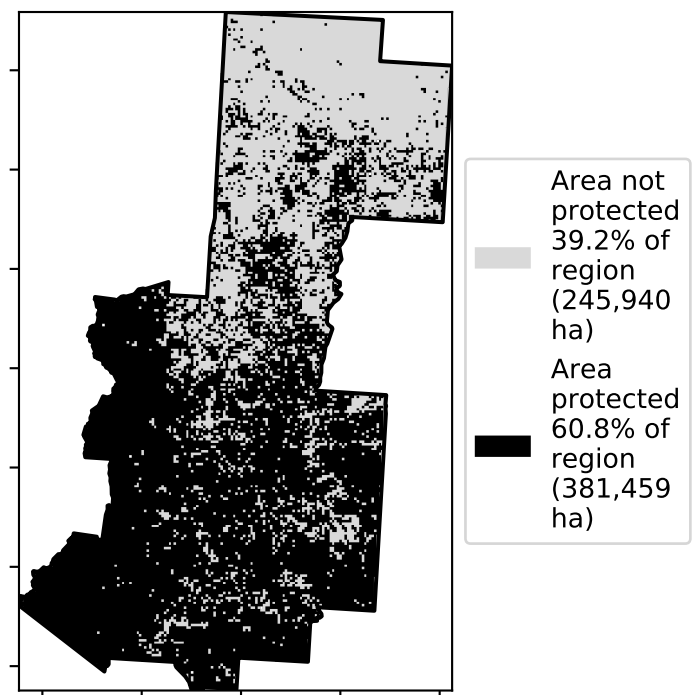 Area not
protected
39.2% of
region
(245,940
ha)
Area
protected
60.8% of
region
(381,459
ha)